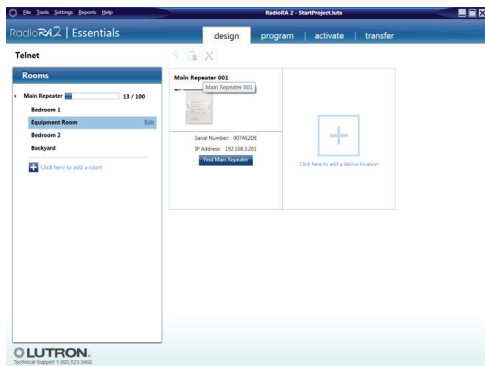 File Tools Settings Reports Help
RadioRA 2 - StartProject.lutx
RadioRA2 | Essentials
design program | activate | transfer
Telnet
Rooms
Main Repeater 13 / 100
Bedroom 1
Equipment Room Edit
Bedroom 2
Backyard
Click here to add a room
Main Repeater 001
Main Repeater 001
Serial Number: 007AE2DE
IP Address: 192.168.3.201
Find Main Repeater
Click here to add a device location
LUTRON.
Technical Support 1.800.523.9466